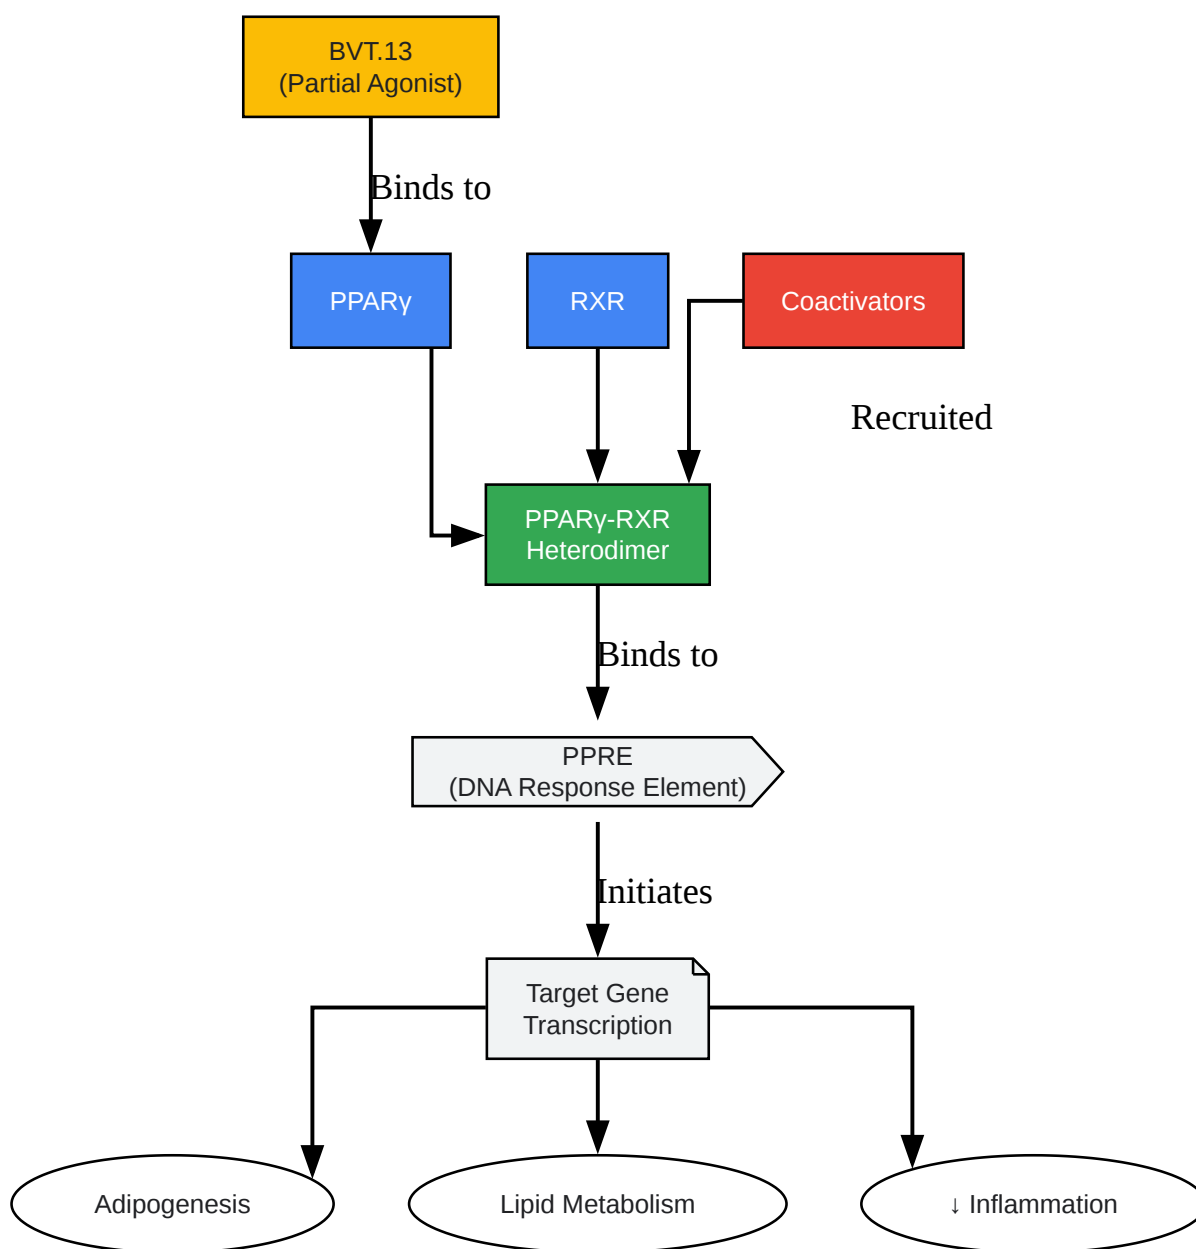 BVT.13
(Partial Agonist)
Binds to
PPARγ
RXR
Coactivators
Recruited
PPARγ-RXR
Heterodimer
Binds to
PPRE
(DNA Response Element)
Initiates
Target Gene
Transcription
Adipogenesis
Lipid Metabolism
↓ Inflammation